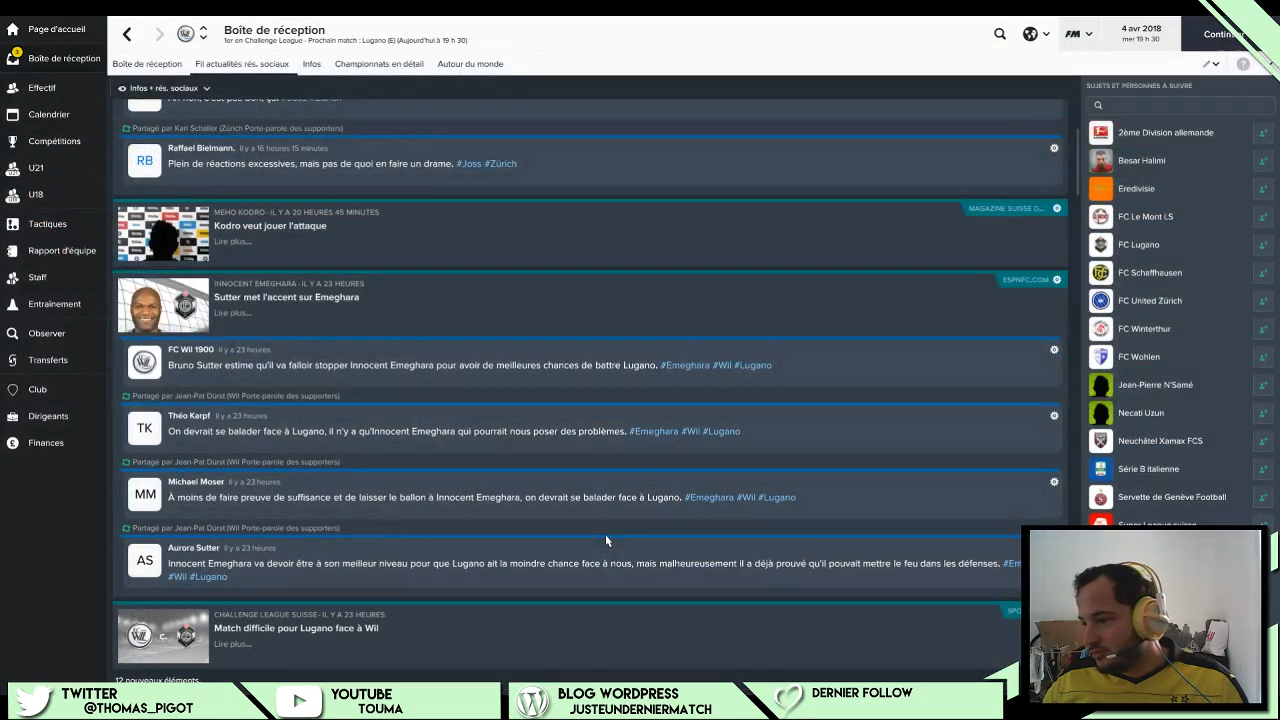 Page d'accueil
3
Boîte de réception
Effectif
Calendrier
Compétitions
U21
U18
Tactiques
Rapport d'équipe
Staff
Entraînement
Observer
Transferts
Club
Dirigeants
Finances
Boîte de réception
1er en Challenge League - Prochain match : Lugano (E) (Aujourd'hui à 19 h 30)
FM
4 avr 2018
mer 19 h 30
Boîte de réception
Fil actualités rés. sociaux
Infos
Championnats en détail
Autour du monde
Infos + rés. sociaux
Partagé par Karl Schaller (Zürich Porte-parole des supporters)
RB
Raffael Bielmann. Il y a 16 heures 15 minutes
Plein de réactions excessives, mais pas de quoi en faire un drame. #Joss #Zürich
MEHO KODRO - IL Y A 20 HEURES 45 MINUTES
MAGAZINE SUISSE D...
Kodro veut jouer l'attaque
Lire plus...
INNOCENT EMEGHARA - IL Y A 23 HEURES
ESPNFC.COM
Sutter met l'accent sur Emeghara
Lire plus...
FC Wil 1900 Il y a 23 heures
Bruno Sutter estime qu'il va falloir stopper Innocent Emeghara pour avoir de meilleures chances de battre Lugano. #Emeghara #Wil #Lugano
Partagé par Jean-Pat Dürst (Wil Porte-parole des supporters)
TK
Théo Karpf Il y a 23 heures
On devrait se balader face à Lugano, il n'y a qu'Innocent Emeghara qui pourrait nous poser des problèmes. #Emeghara #Wil #Lugano
Partagé par Jean-Pat Dürst (Wil Porte-parole des supporters)
MM
Michael Moser Il y a 23 heures
À moins de faire preuve de suffisance et de laisser le ballon à Innocent Emeghara, on devrait se balader face à Lugano. #Emeghara #Wil #Lugano
Partagé par Jean-Pat Dürst (Wil Porte-parole des supporters)
AS
Aurora Sutter Il y a 23 heures
Innocent Emeghara va devoir être à son meilleur niveau pour que Lugano ait la moindre chance face à nous, mais malheureusement il a déjà prouvé qu'il pouvait mettre le feu dans les défenses. #Em
#Wil #Lugano
CHALLENGE LEAGUE SUISSE - IL Y A 23 HEURES
SPO
Match difficile pour Lugano face à Wil
Lire plus...
C.
12 nouveaux éléments.
SUJETS ET PERSONNES À SUIVRE
2ème Division allemande
Besar Halimi
Eredivisie
FC Le Mont LS
FC Lugano
FC Schaffhausen
FC United Zürich
FC Winterthur
FC Wohlen
Jean-Pierre N'Samé
Necati Uzun
Neuchâtel Xamax FCS
Série B italienne
Servette de Genève Football
Super League suisse
TWITTER
@THOMAS_PIGOT
YOUTUBE
TOUMA
BLOG WORDPRESS
JUSTEUNDERNIERMATCH
DERNIER FOLLOW